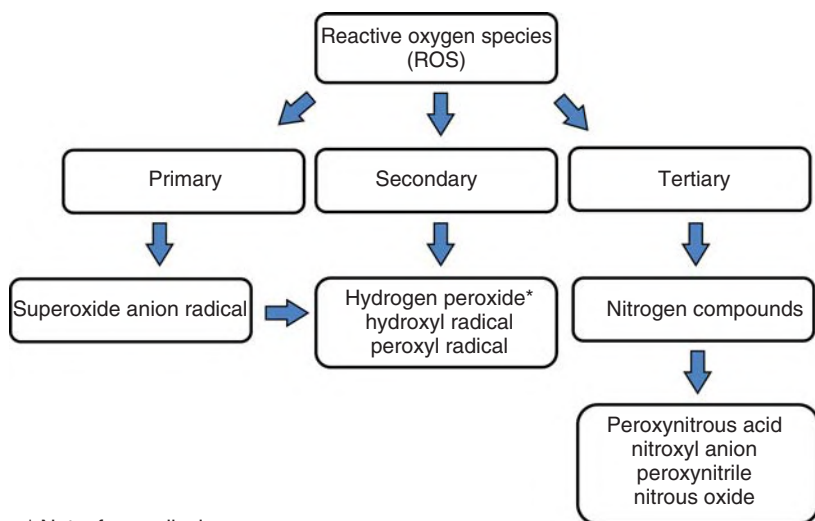 Reactive oxygen species
(ROS)
Primary
Secondary
Tertiary
Superoxide anion radical
Hydrogen peroxide*
hydroxyl radical
peroxyl radical
Nitrogen compounds
Peroxynitrous acid
nitroxyl anion
peroxynitrile
nitrous oxide